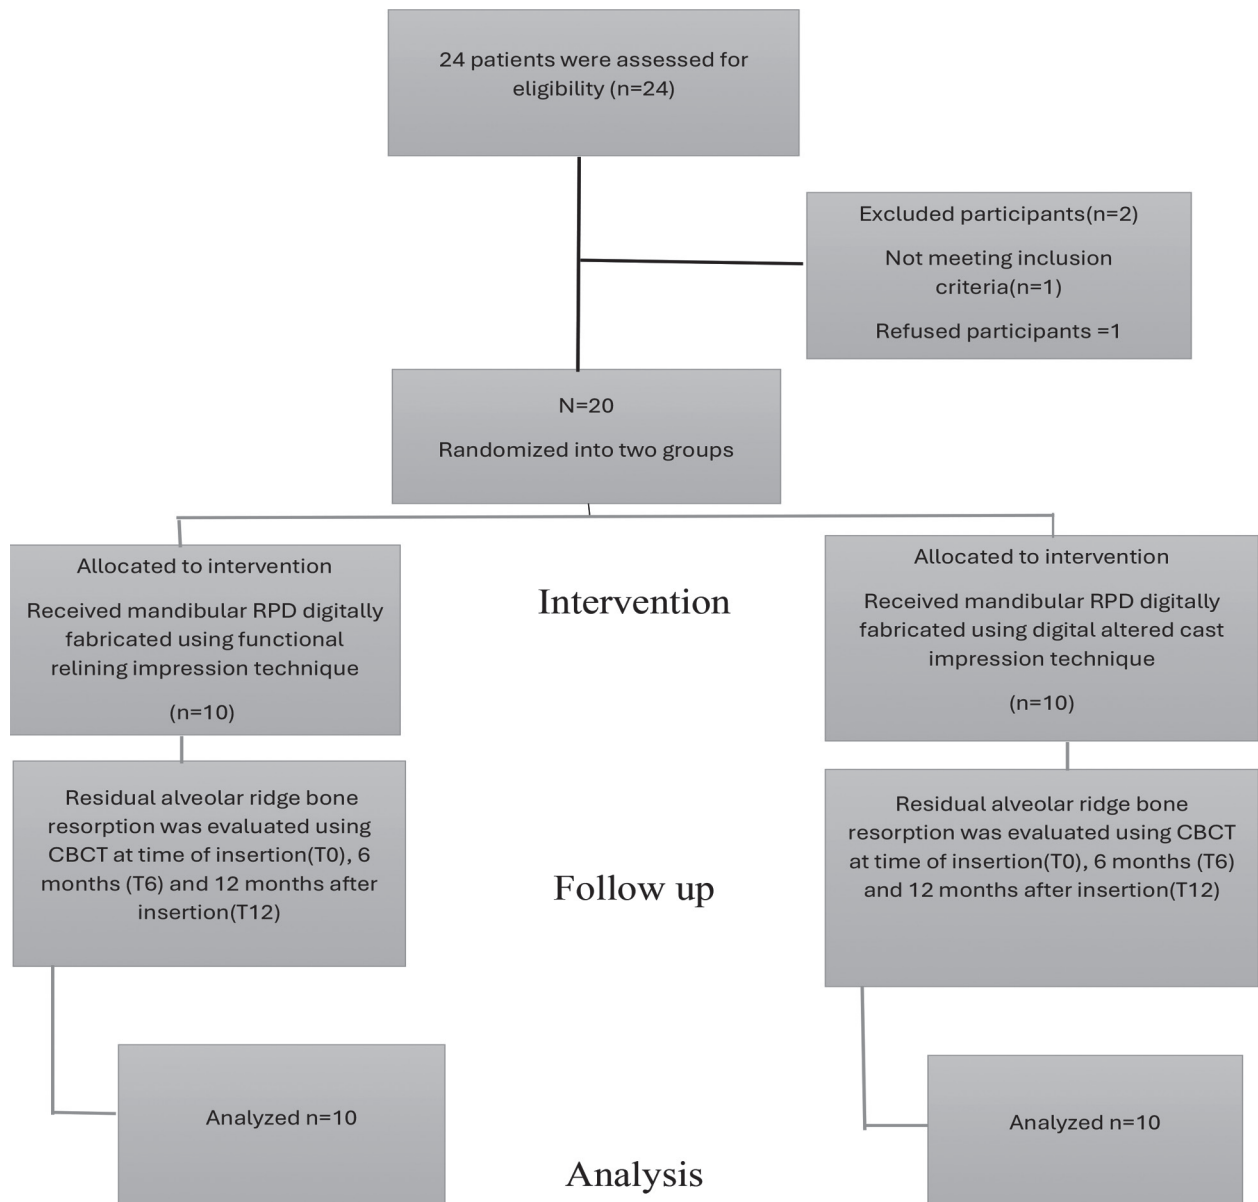 24 patients were assessed for
eligibility (n=24)
Excluded participants(n=2)
Not meeting inclusion
criteria(n=1)
Refused participants =1
N=20
Randomized into two groups
Allocated to intervention
Received mandibular RPD digitally
fabricated using functional
relining impression technique
(n=10)
Intervention
Allocated to intervention
Received mandibular RPD digitally
fabricated using digital altered cast
impression technique
(n=10)
Residual alveolar ridge bone
resorption was evaluated using
CBCT at time of insertion(T0), 6
months (T6) and 12 months after
insertion(T12)
Follow up
Residual alveolar ridge bone
resorption was evaluated using CBCT
at time of insertion(T0), 6 months (T6)
and 12 months after insertion(T12)
Analyzed n=10
Analyzed n=10
Analysis